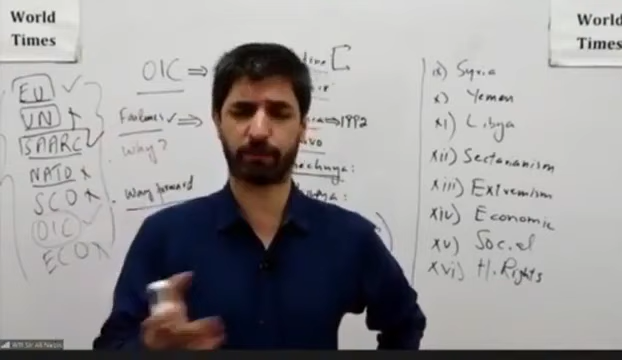 World
Times
World
Times
EU
UN
SAARC
NATO
SCO
OIC
ECO
OIC ⇒
Failures ✓ ⇒
Why?
Way forward
⇒ 1992
ix) Syria
x) Yemen
xi) Libya
xii) Sectarianism
xiii) Extremism
xiv) Economic
xv) Social
xvi) H. Rights